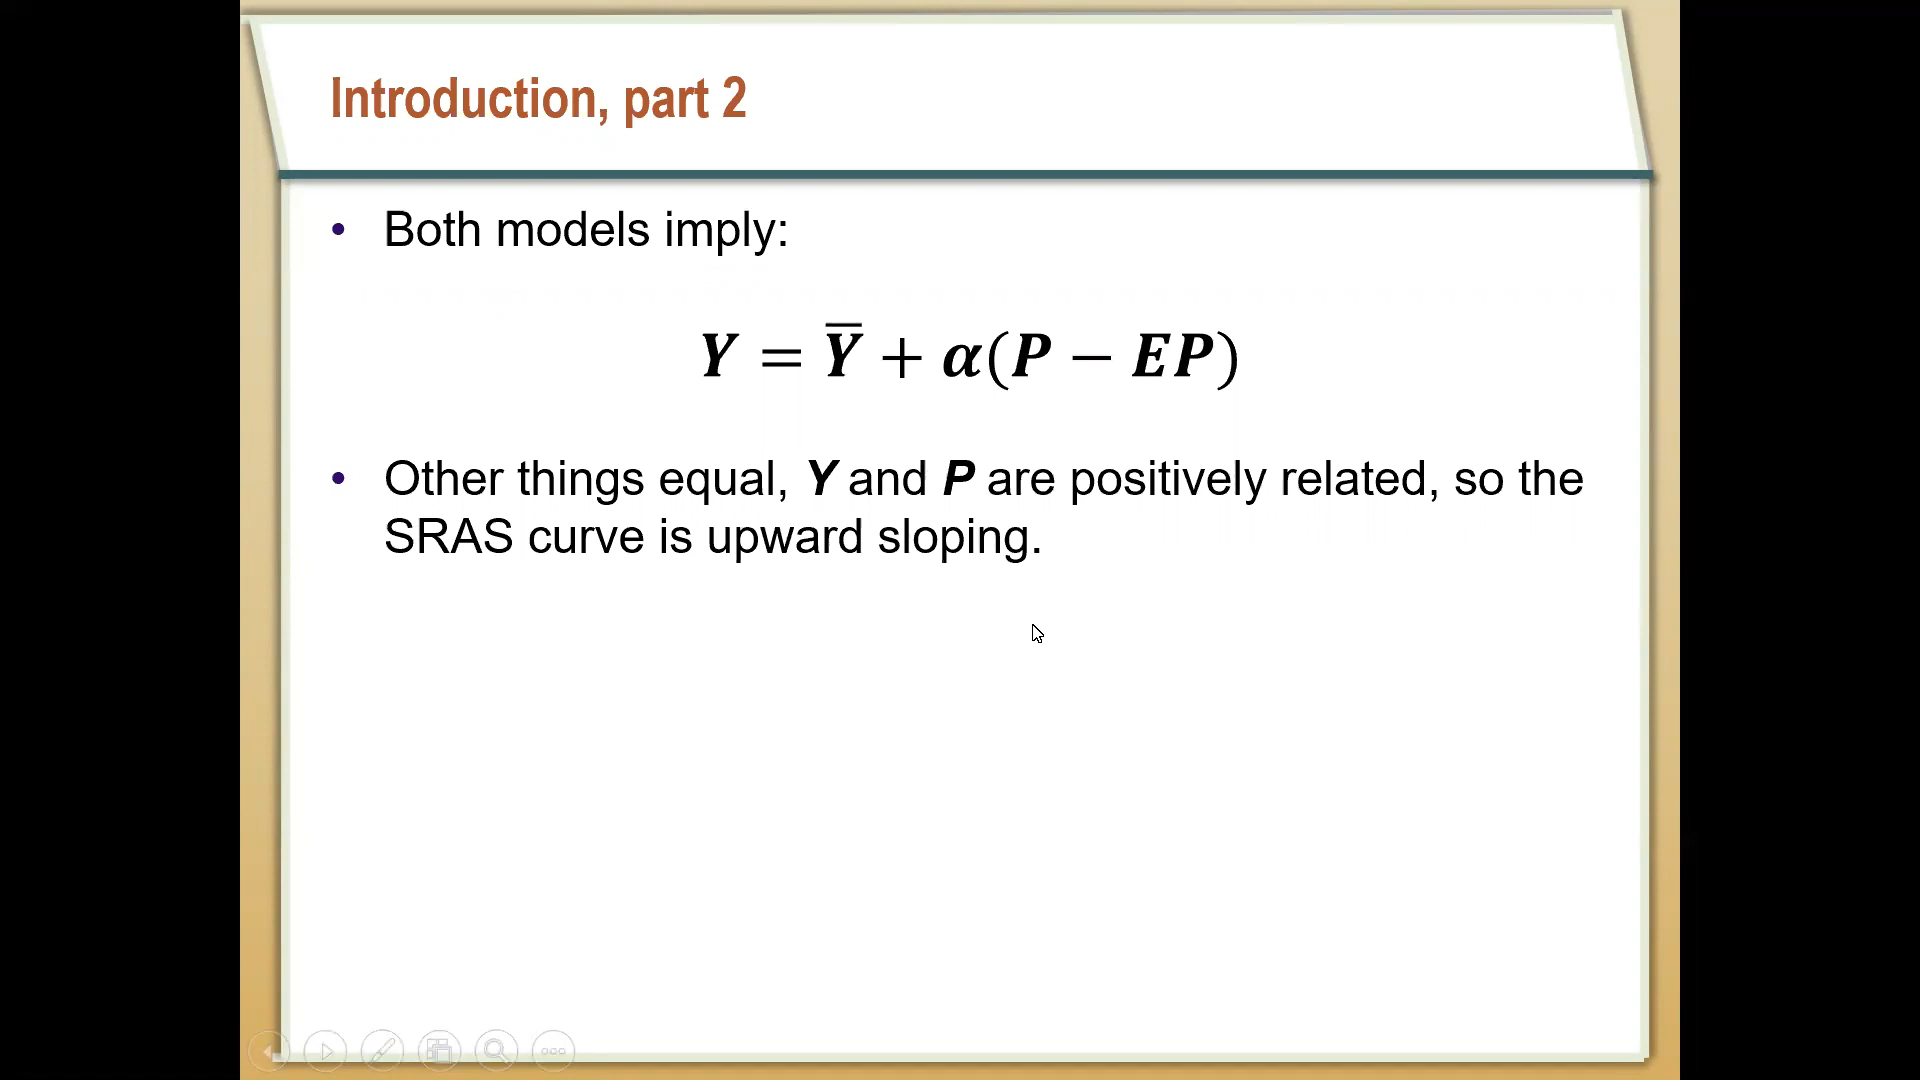 Introduction, part 2
• Both models imply:
Y = Y̅ + α(P − EP)
• Other things equal, Y and P are positively related, so the
SRAS curve is upward sloping.